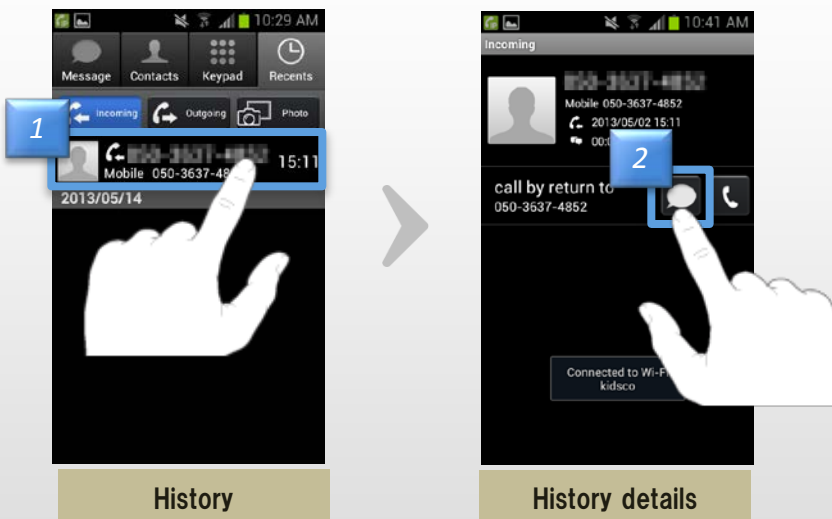 10:29 AM
Message Contacts Keypad Recents
1
Incoming Outgoing Photo
15:11
Mobile 050-3637-48
2013/05/14
History
10:41 AM
Incoming
Mobile 050-3637-4852
2013/05/02 15:11
00:0
2
call by return to
050-3637-4852
Connected to Wi-Fi
kidsco
History details